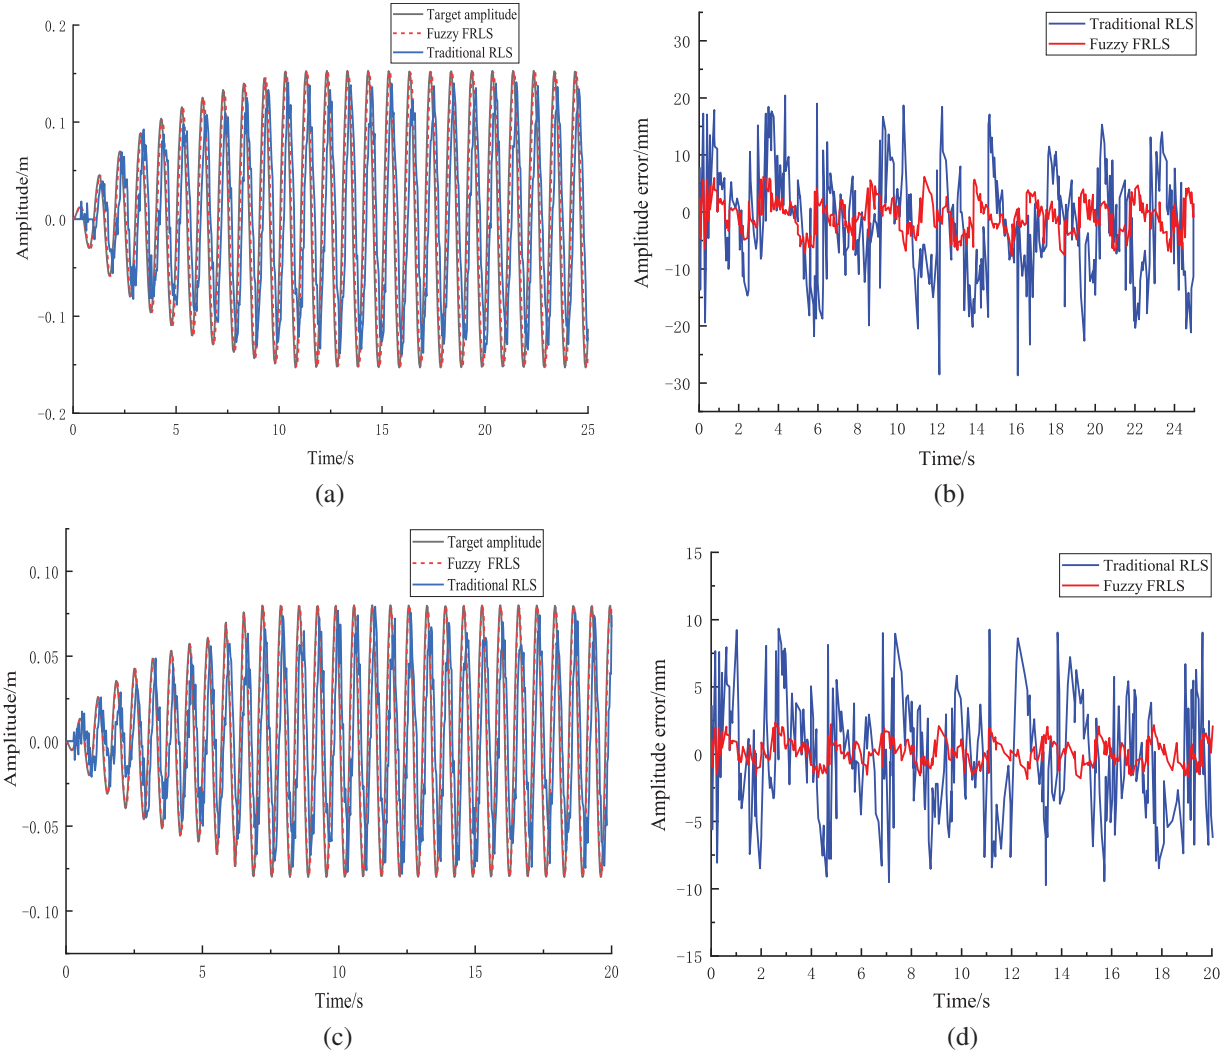 Target amplitude
Fuzzy FRLS
Traditional RLS
0.2
0.1
0.0
-0.1
-0.2
Amplitude/m
0 5 10 15 20 25
Time/s
(a)
Traditional RLS
Fuzzy FRLS
30
20
10
0
-10
-20
-30
Amplitude error/mm
0 2 4 6 8 10 12 14 16 18 20 22 24
Time/s
(b)
Target amplitude
Fuzzy FRLS
Traditional RLS
0.10
0.05
0.00
-0.05
-0.10
Amplitude/m
0 5 10 15 20
Time/s
(c)
Traditional RLS
Fuzzy FRLS
15
10
5
0
-5
-10
-15
Amplitude error/mm
0 2 4 6 8 10 12 14 16 18 20
Time/s
(d)